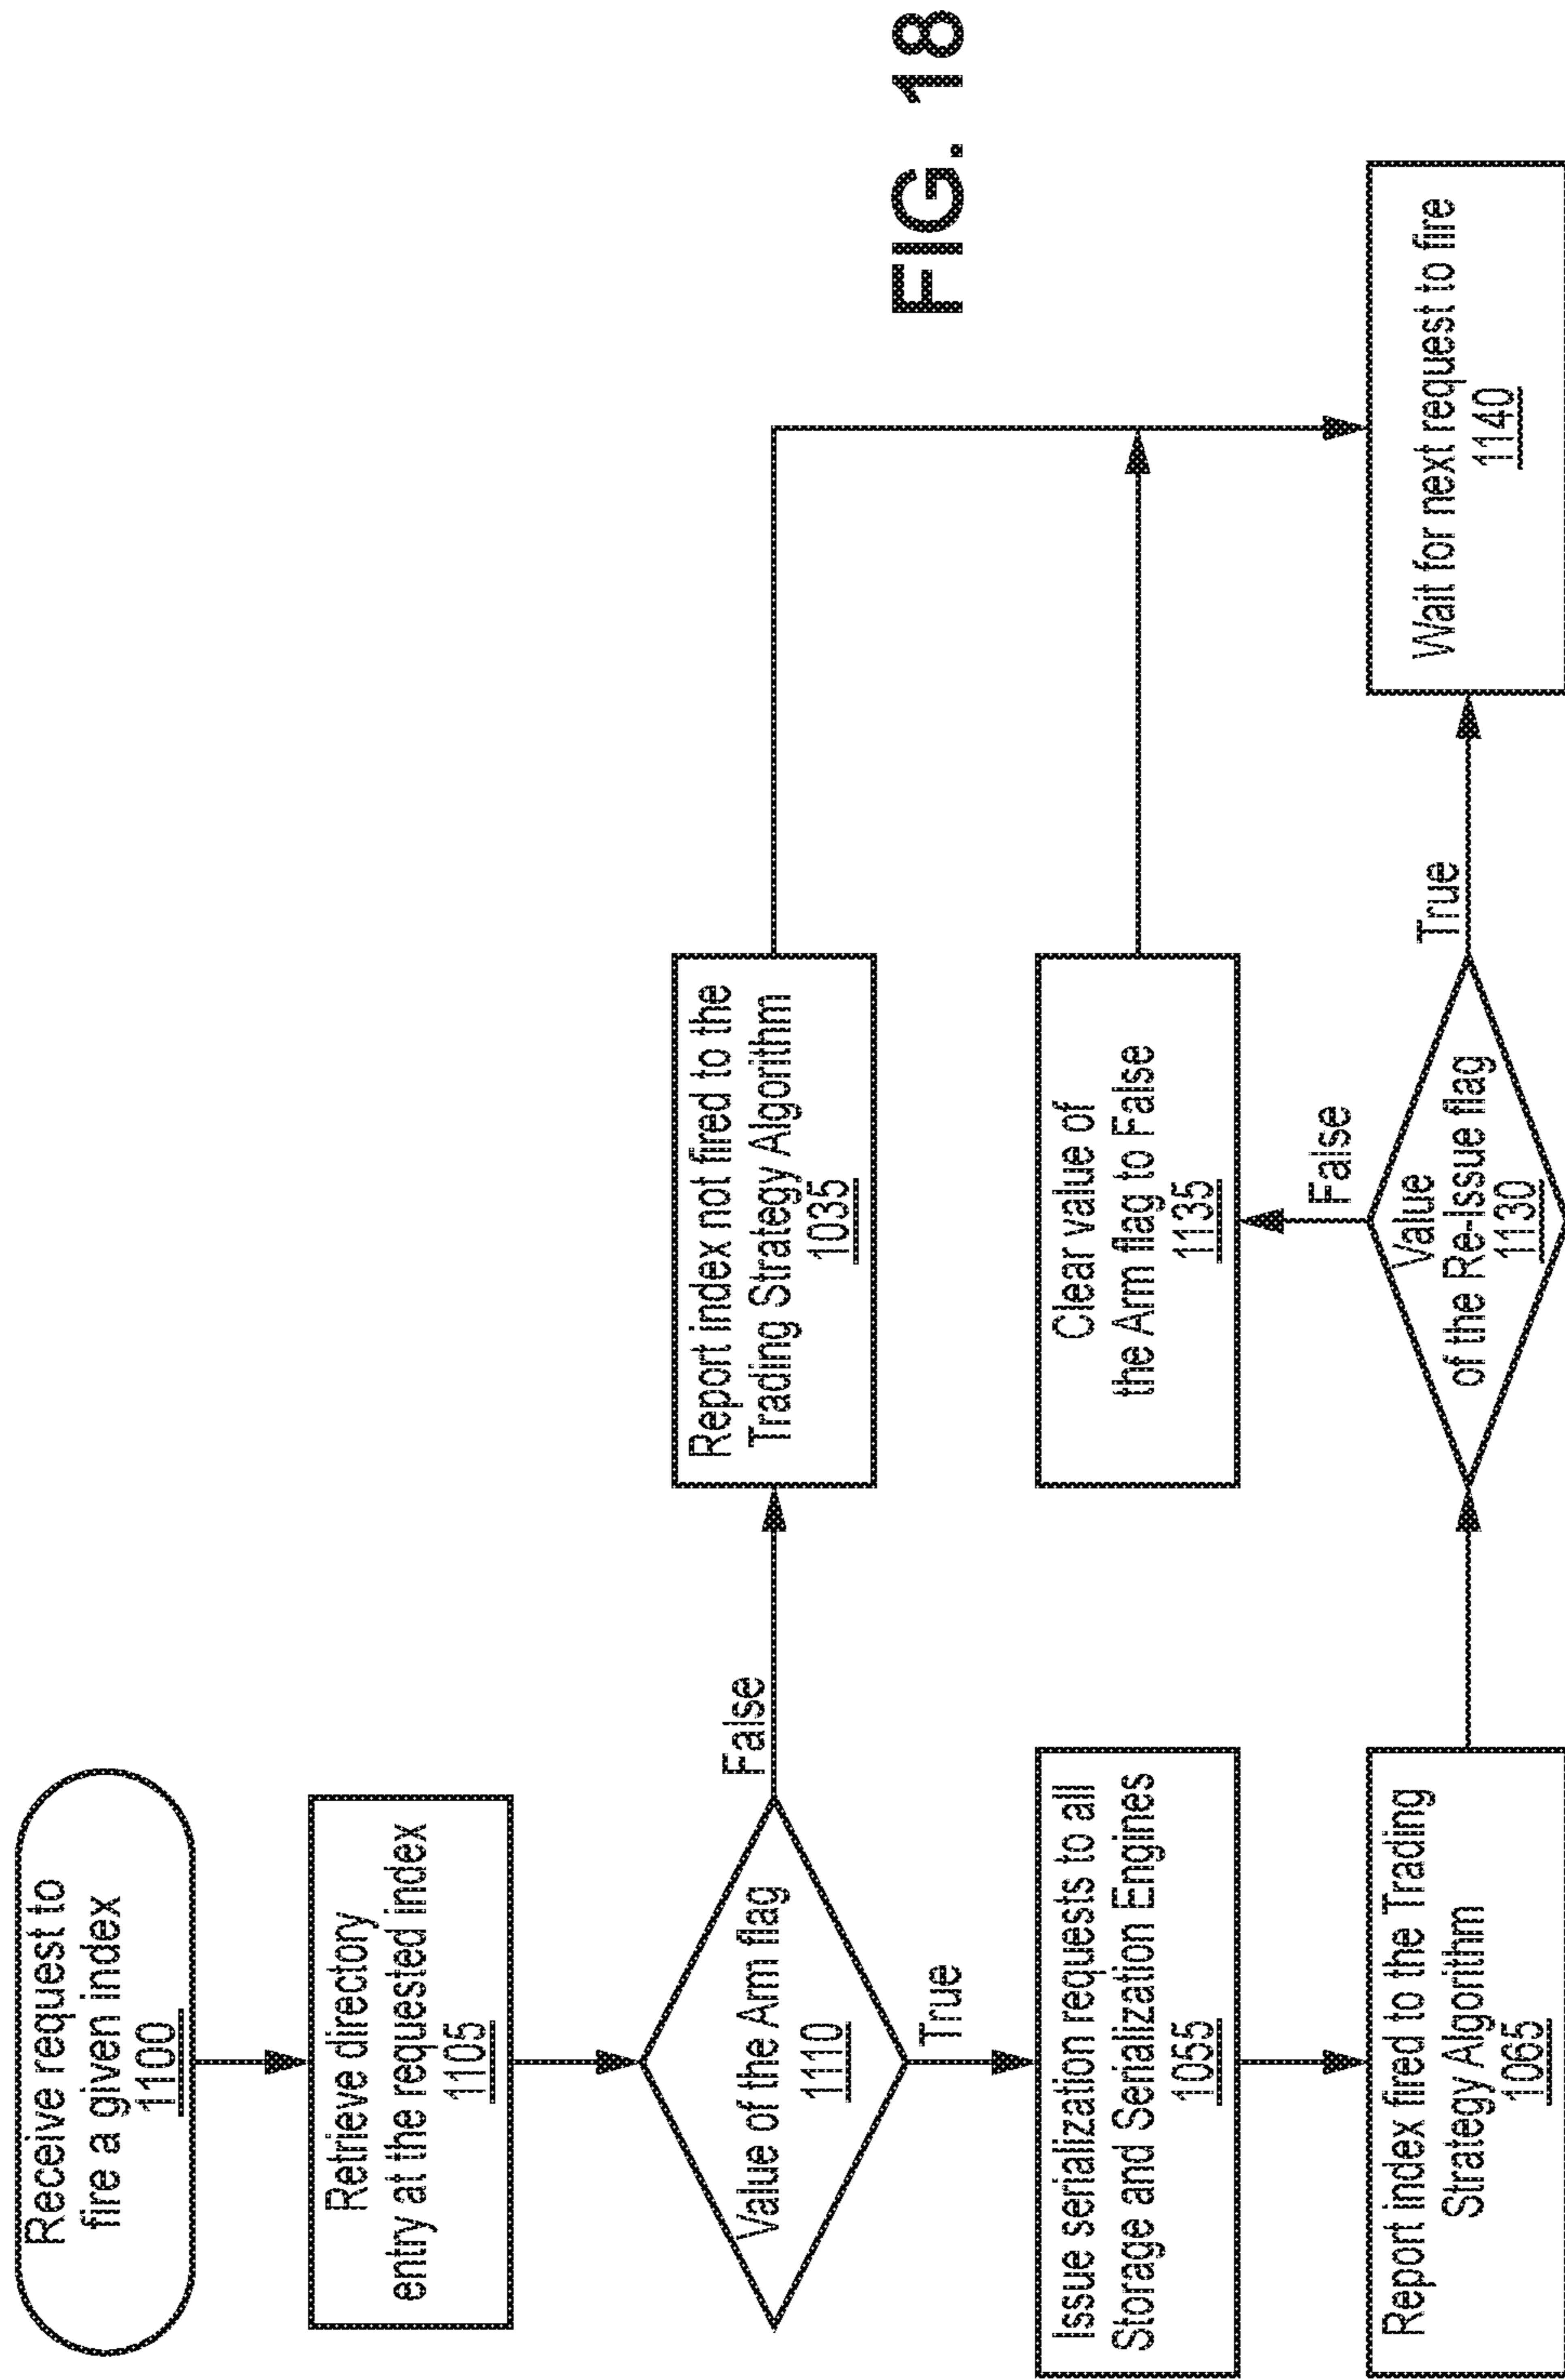 Receive request to
fire a given index
1100
Retrieve directory
entry at the requested index
1105
Value of the Arm flag
1110
False
True
Report index not fired to the
Trading Strategy Algorithm
1035
Issue serialization requests to all
Storage and Serialization Engines
1055
Clear value of
the Arm flag to False
1135
Report index fired to the Trading
Strategy Algorithm
1065
False
Value
of the Re-Issue flag
1130
True
Wait for next request to fire
1140
FIG. 18